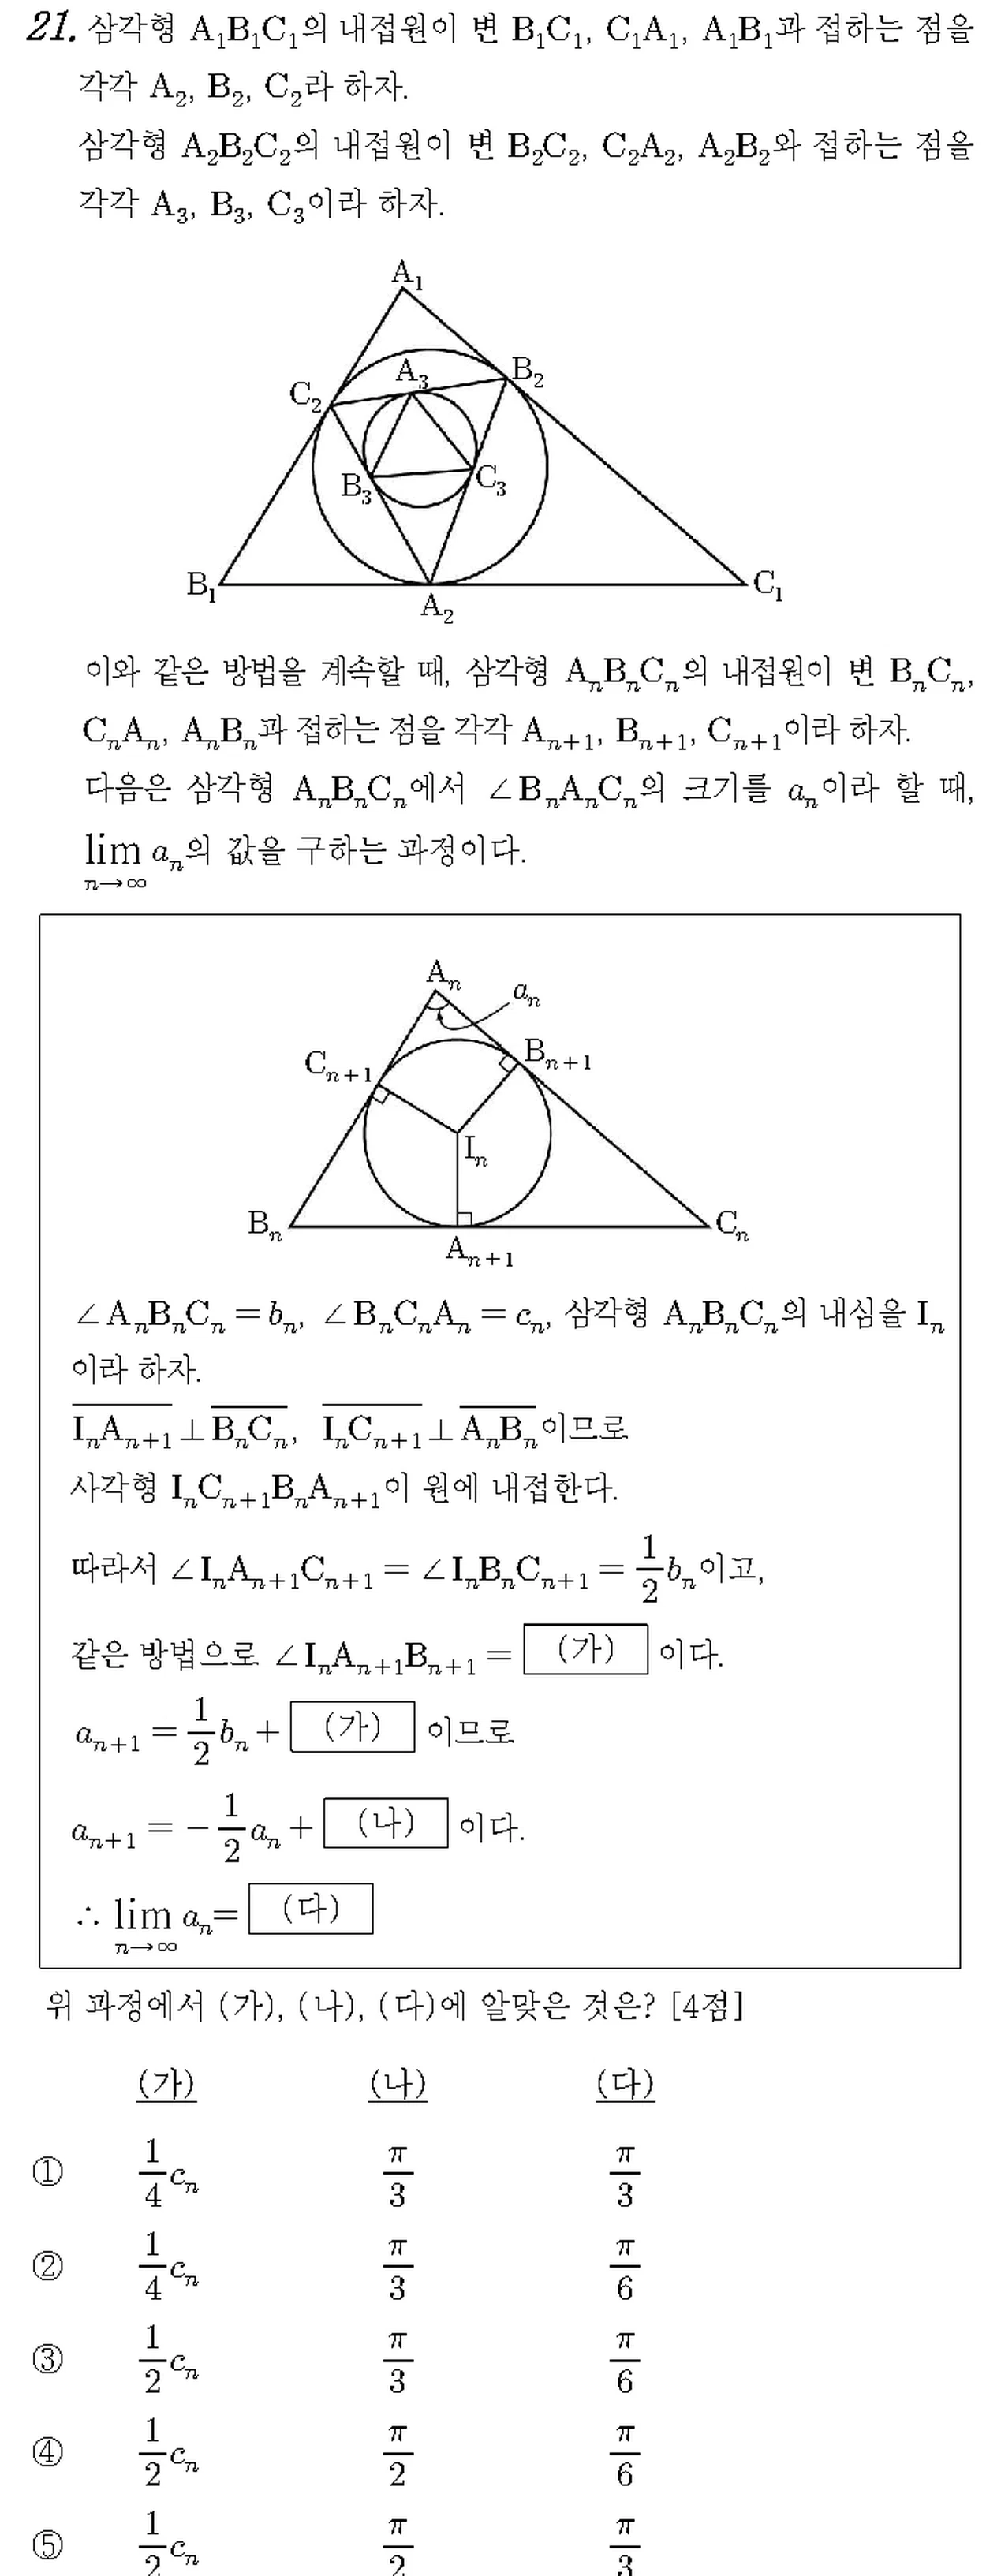 21. 삼각형 A₁B₁C₁의 내접원이 변 B₁C₁, C₁A₁, A₁B₁과 접하는 점을
각각 A₂, B₂, C₂라 하자.
삼각형 A₂B₂C₂의 내접원이 변 B₂C₂, C₂A₂, A₂B₂와 접하는 점을
각각 A₃, B₃, C₃이라 하자.
A₁
B₂
A₃
C₂
B₃
C₃
B₁
C₁
A₂
이와 같은 방법을 계속할 때, 삼각형 AₙBₙCₙ의 내접원이 변 BₙCₙ,
CₙAₙ, AₙBₙ과 접하는 점을 각각 Aₙ₊₁, Bₙ₊₁, Cₙ₊₁이라 하자.
다음은 삼각형 AₙBₙCₙ에서 ∠BₙAₙCₙ의 크기를 aₙ이라 할 때,
lim aₙ의 값을 구하는 과정이다.
n→∞
Aₙ
aₙ
Bₙ₊₁
Cₙ₊₁
Iₙ
Bₙ
Cₙ
Aₙ₊₁
∠AₙBₙCₙ = bₙ, ∠BₙCₙAₙ = cₙ, 삼각형 AₙBₙCₙ의 내심을 Iₙ
이라 하자.
IₙAₙ₊₁ ⊥ BₙCₙ, IₙCₙ₊₁ ⊥ AₙBₙ이므로
사각형 IₙCₙ₊₁BₙAₙ₊₁이 원에 내접한다.
따라서 ∠IₙAₙ₊₁Cₙ₊₁ = ∠IₙBₙCₙ₊₁ = 1/2 bₙ이고,
같은 방법으로 ∠IₙAₙ₊₁Bₙ₊₁ = (가) 이다.
aₙ₊₁ = 1/2 bₙ + (가) 이므로
aₙ₊₁ = -1/2 aₙ + (나) 이다.
∴ lim aₙ = (다)
n→∞
위 과정에서 (가), (나), (다)에 알맞은 것은? [4점]
(가) (나) (다)
① 1/4 cₙ π/3 π/3
② 1/4 cₙ π/3 π/6
③ 1/2 cₙ π/3 π/6
④ 1/2 cₙ π/2 π/6
⑤ 1/2 cₙ π/2 π/3